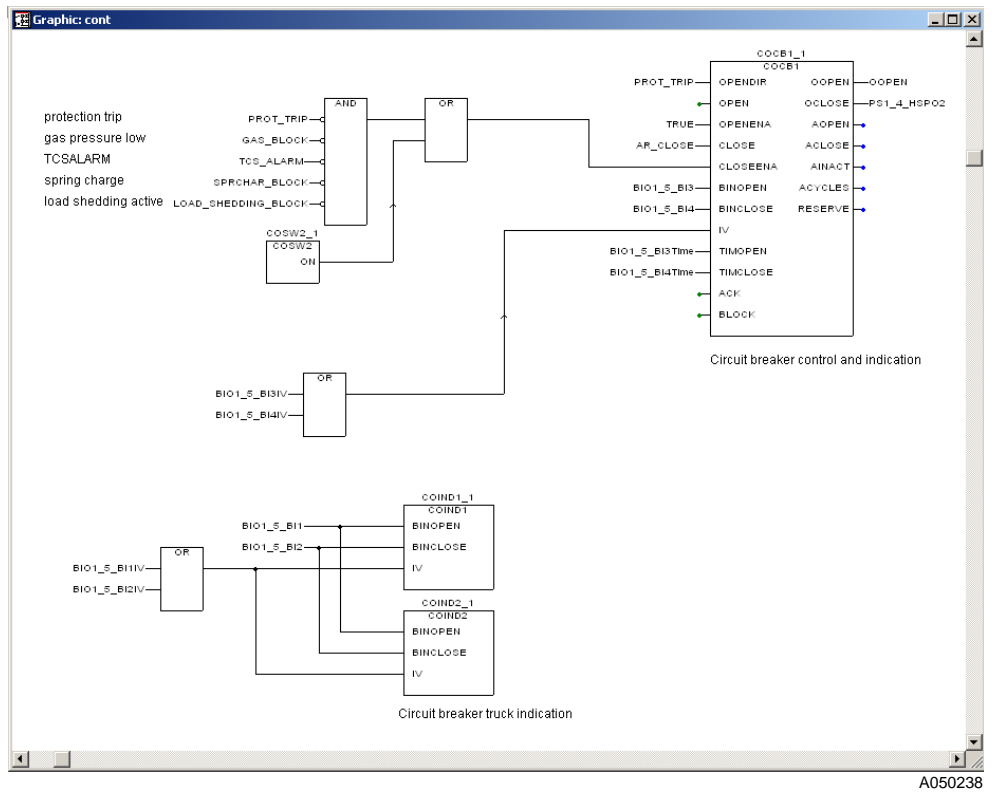 Graphic: cont
COCB1_1
COCB1
PROT_TRIP OPENDIR OOPEN OOPEN
OPEN OCLOSE PS1_4_HSPO2
TRUE OPENENA AOPEN
AR_CLOSE CLOSE ACLOSE
CLOSEENA AINACT
BIO1_5_BI3 BINOPEN ACYCLES
BIO1_5_BI4 BINCLOSE RESERVE
IV
BIO1_5_BI3Time TIMOPEN
BIO1_5_BI4Time TIMCLOSE
ACK
BLOCK
Circuit breaker control and indication
AND
OR
protection trip PROT_TRIP
gas pressure low GAS_BLOCK
TCSALARM TCS_ALARM
spring charge SPRCHAR_BLOCK
load shedding active LOAD_SHEDDING_BLOCK
COSW2_1
COSW2
ON
OR
BIO1_5_BI3IV
BIO1_5_BI4IV
COIND1_1
COIND1
BIO1_5_BI1 BINOPEN
BIO1_5_BI2 BINCLOSE
IV
OR
BIO1_5_BI1IV
BIO1_5_BI2IV
COIND2_1
COIND2
BINOPEN
BINCLOSE
IV
Circuit breaker truck indication
A050238